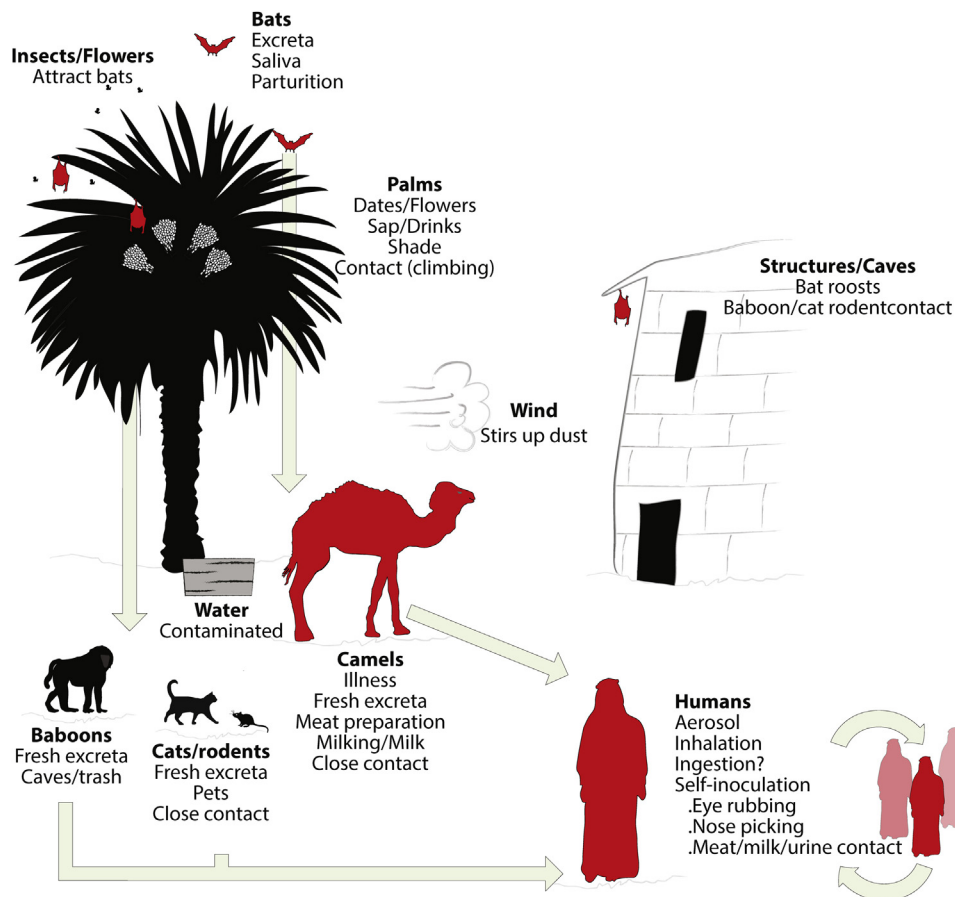 Bats
Excreta
Saliva
Parturition
Insects/Flowers
Attract bats
Palms
Dates/Flowers
Sap/Drinks
Shade
Contact (climbing)
Structures/Caves
Bat roosts
Baboon/cat rodentcontact
Wind
Stirs up dust
Water
Contaminated
Camels
Illness
Fresh excreta
Meat preparation
Milking/Milk
Close contact
Baboons
Fresh excreta
Caves/trash
Cats/rodents
Fresh excreta
Pets
Close contact
Humans
Aerosol
Inhalation
Ingestion?
Self-inoculation
.Eye rubbing
.Nose picking
.Meat/milk/urine contact